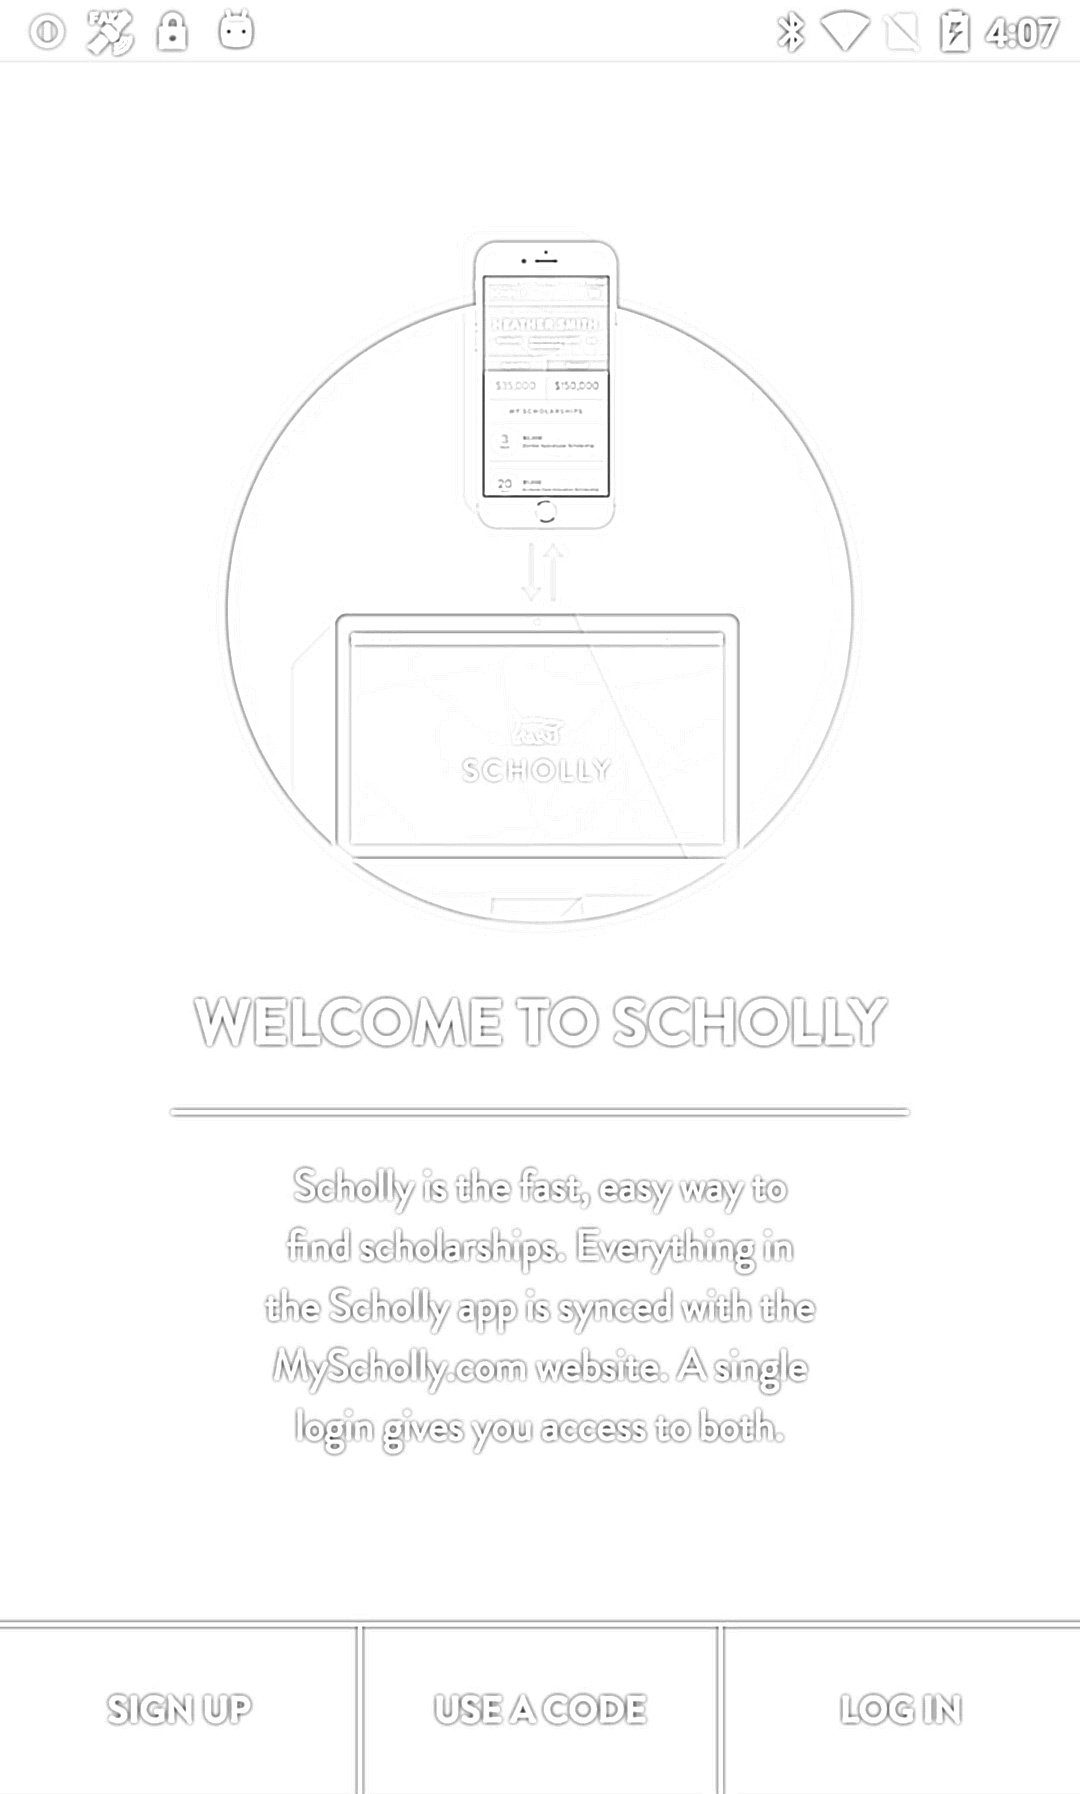 4:07
HEATHER SMITH
$35,000 $150,000
MY SCHOLARSHIPS
3
20
SCHOLLY
WELCOME TO SCHOLLY
Scholly is the fast, easy way to
find scholarships. Everything in
the Scholly app is synced with the
MyScholly.com website. A single
login gives you access to both.
SIGN UP
USE A CODE
LOG IN